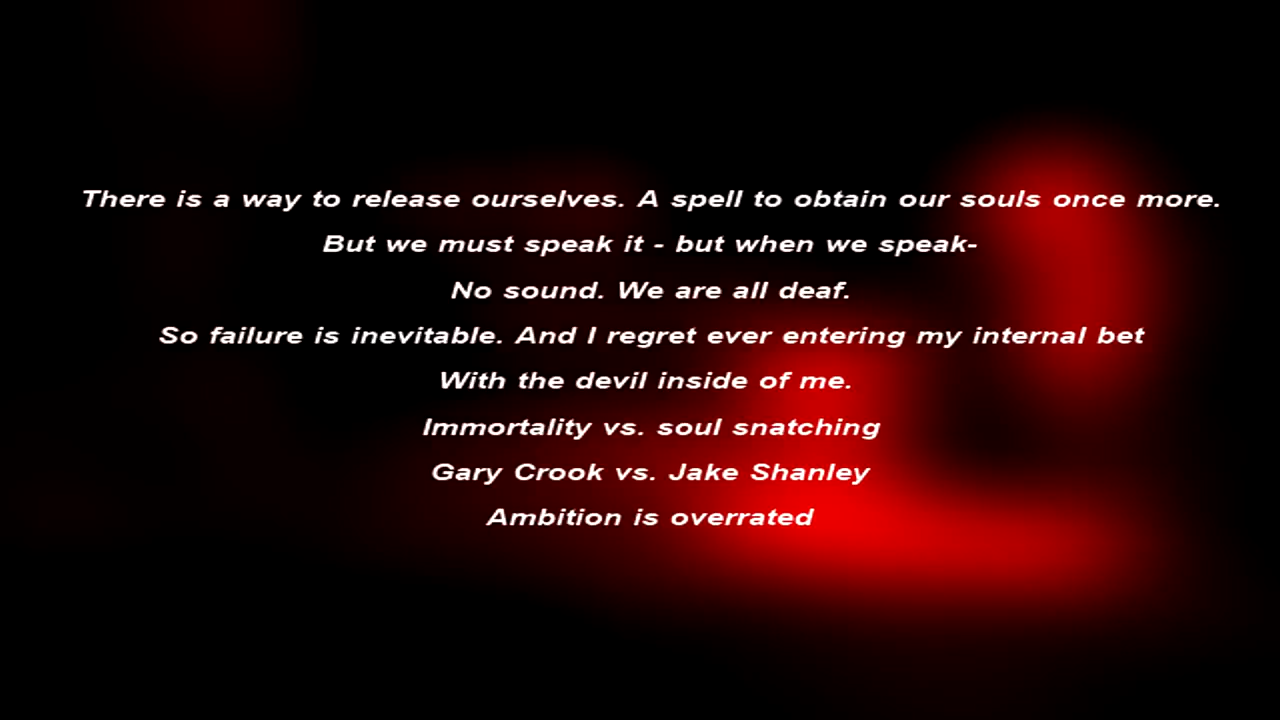 There is a way to release ourselves. A spell to obtain our souls once more.
But we must speak it - but when we speak-
No sound. We are all deaf.
So failure is inevitable. And I regret ever entering my internal bet
With the devil inside of me.
Immortality vs. soul snatching
Gary Crook vs. Jake Shanley
Ambition is overrated